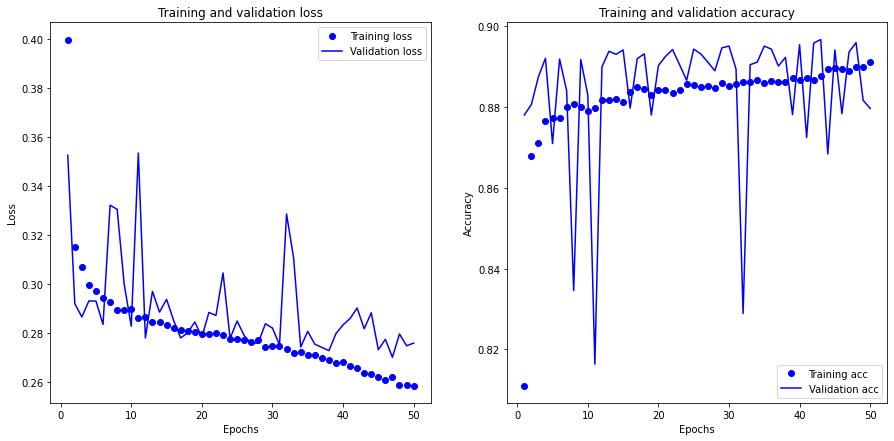 Training and validation loss
Training loss
Validation loss
0.40
0.38
0.36
0.34
0.32
0.30
0.28
0.26
Loss
0
10
20
30
40
50
Epochs
Training and validation accuracy
0.90
0.88
0.86
0.84
0.82
Accuracy
Training acc
Validation acc
0
10
20
30
40
50
Epochs